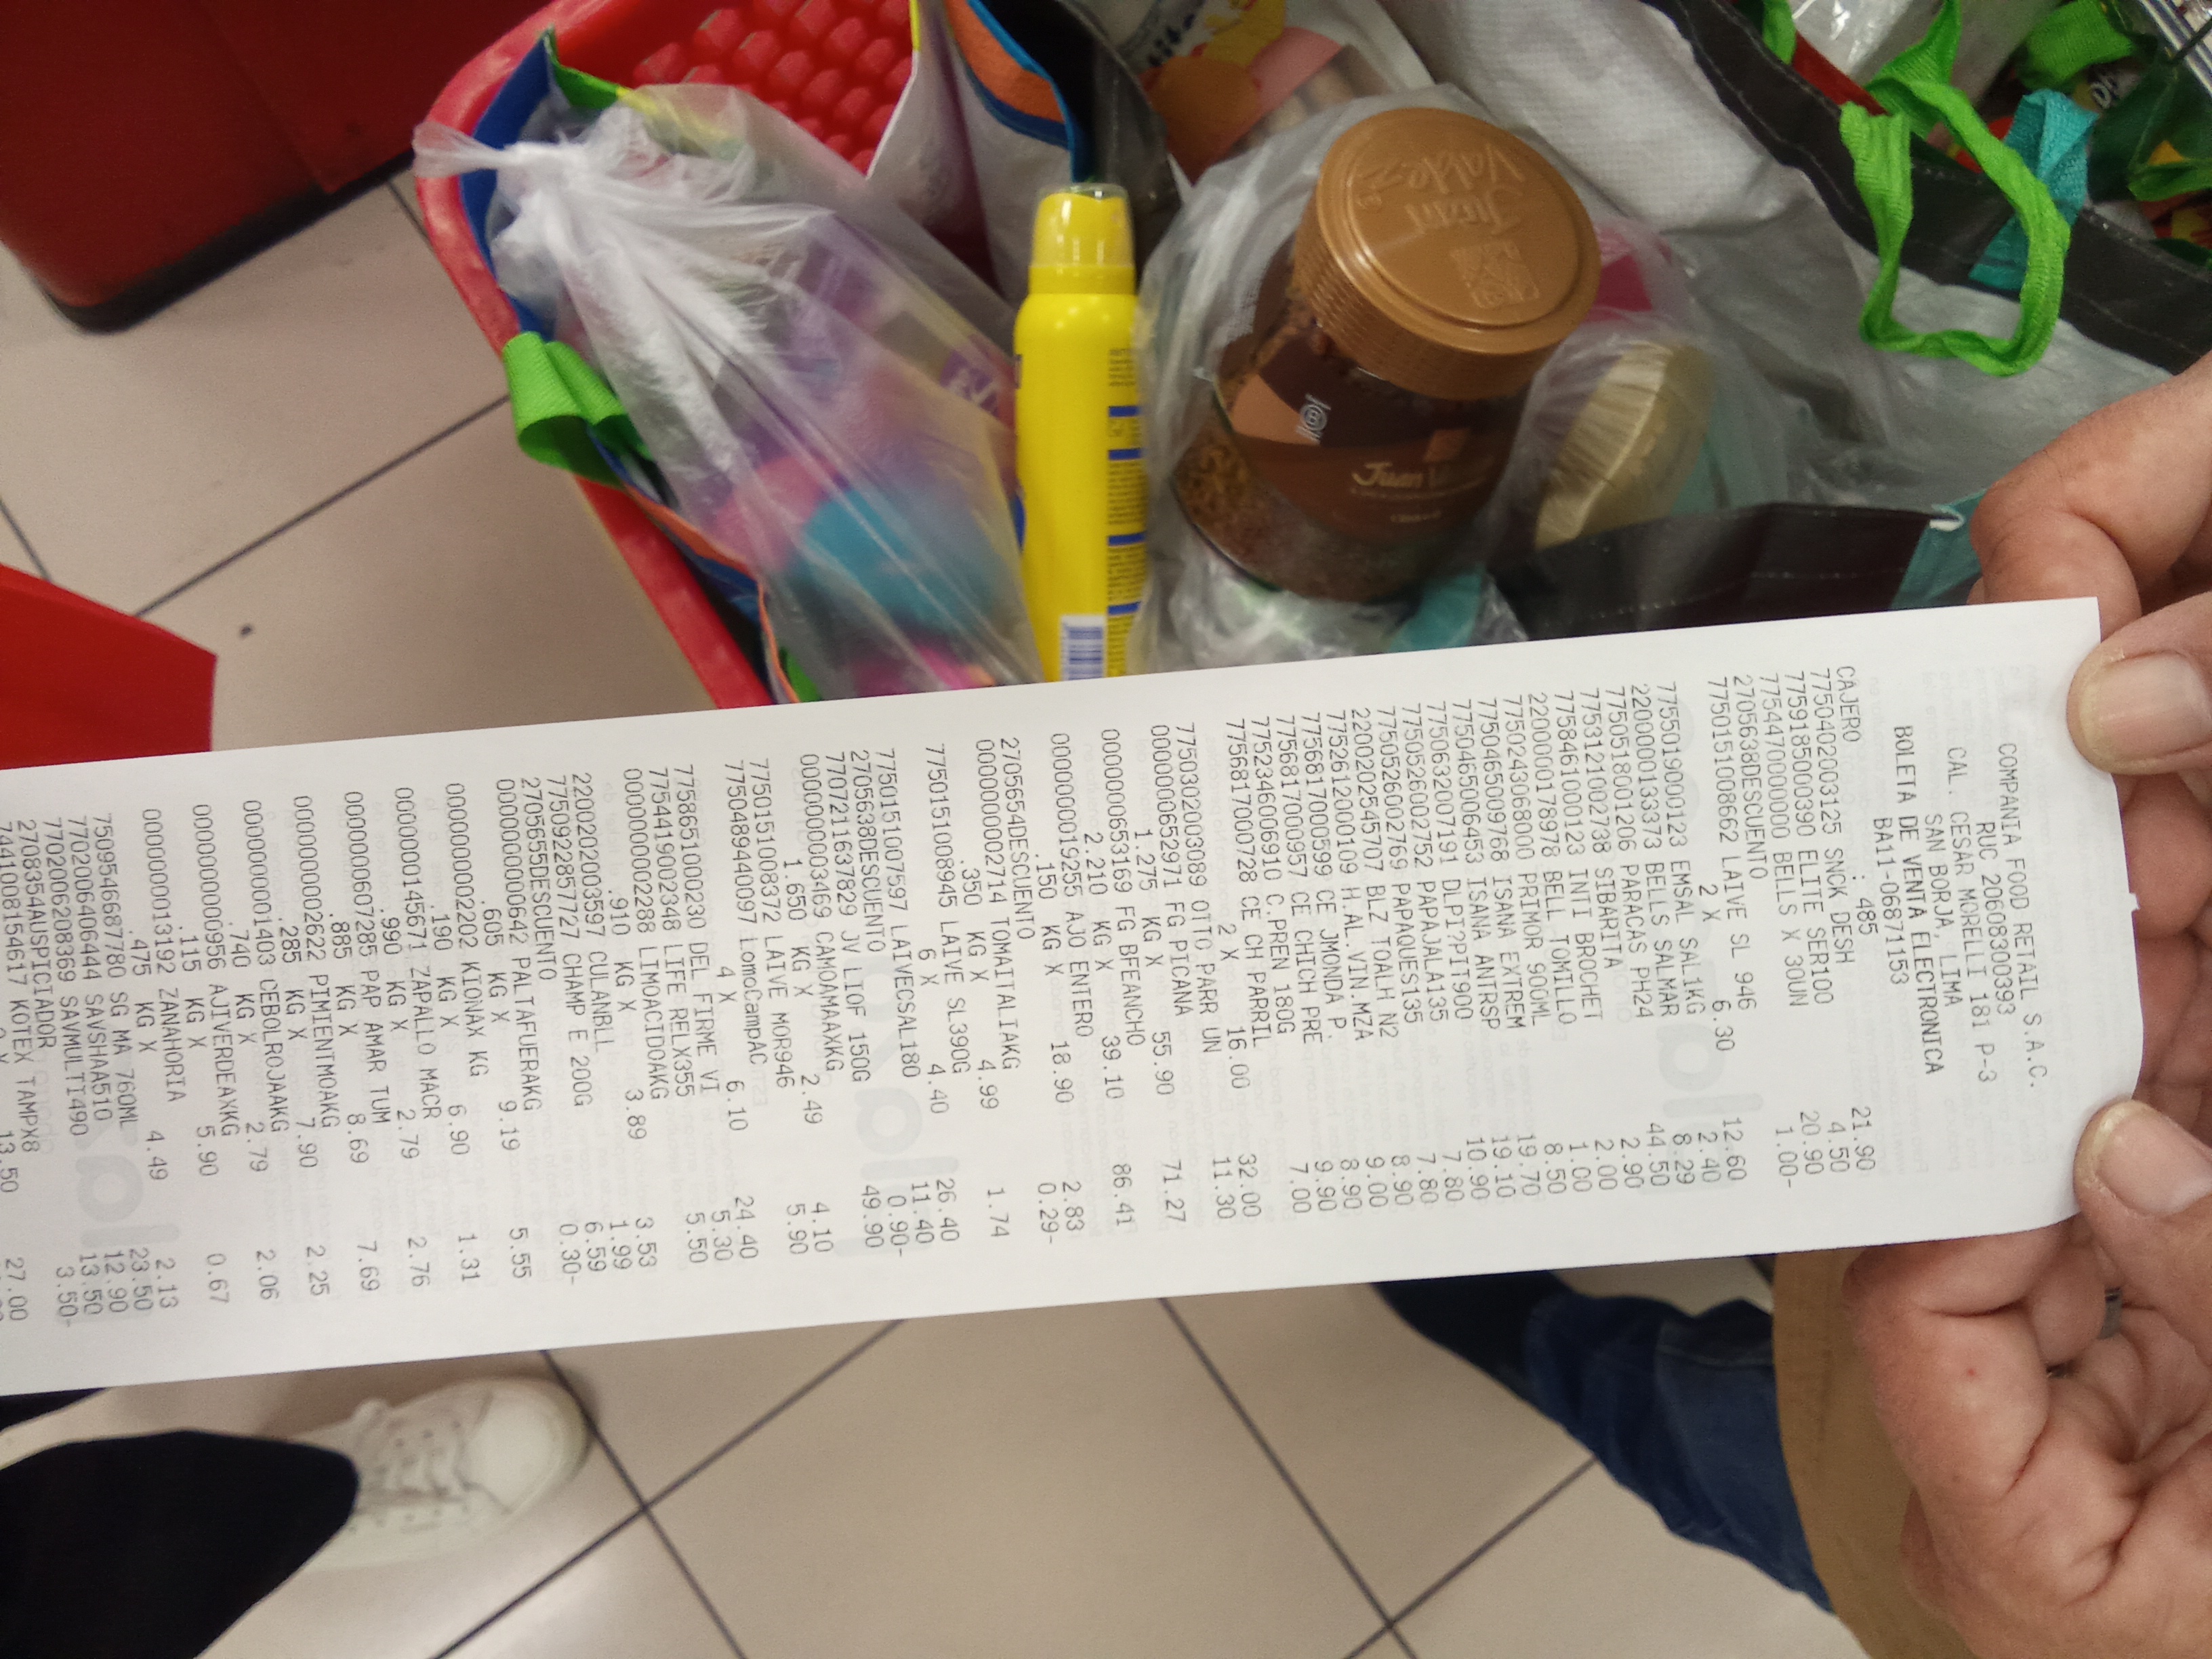 COMPANIA FOOD RETAIL S.A.C.
RUC 20608300393
CAL. CESAR MORELLI 181 P-3
SAN BORJA, LIMA
BOLETA DE VENTA ELECTRONICA
BA11-06871153
CAJERO : 485
7750402003125 SNCK DESH 21.90
7759185000390 ELITE SER100 4.50
7754470000000 BELLS X 30UN 20.90
2705638DESCUENTO 1.00-
7750151008662 LAIVE SL 946
2 X 6.30 12.60
7755019000123 EMSAL SAL1KG 2.40
2200000133373 BELLS SALMAR 8.29
7750518001206 PARACAS PH24 44.50
7753121002738 SIBARITA 2.90
7758461000123 INTI BROCHET 2.00
2200000178978 BELL TOMILLO 1.00
7750243068000 PRIMOR 900ML 8.50
7750465009768 ISANA EXTREM 19.70
7750465006453 ISANA ANTRSP 19.10
7750632007191 DLPI?PIT900 10.90
7750526002752 PAPAJALA135 7.80
7750526002769 PAPAQUES135 7.80
2200202545707 BLZ TOALH N2 8.90
7752612000109 H.AL.VIN.MZA 9.00
7756817000599 CE JMONDA P. 8.90
7756817000957 CE CHICH PRE 9.90
7752346006910 C.PREN 180G 7.00
7756817000728 CE CH PARRIL
2 X 16.00 32.00
7750302003089 OTTO PARR UN 11.30
0000000652971 FG PICANA
1.275 KG X 55.90 71.27
0000000653169 FG BFEANCHO
2.210 KG X 39.10 86.41
0000000019255 AJO ENTERO
.150 KG X 18.90 2.83
2705654DESCUENTO 0.29-
0000000002714 TOMAITALIAKG
.350 KG X 4.99 1.74
7750151008945 LAIVE SL390G
6 X 4.40 26.40
7750151007597 LAIVECSAL180 11.40
2705638DESCUENTO 0.90-
7707211637829 JV LIOF 150G 49.90
0000000003469 CAMOAMAAXKG
1.650 KG X 2.49 4.10
7750151008372 LAIVE MOR946 5.90
7750489440097 LomoCampAC
4 X 6.10 24.40
7758651000230 DEL FIRME VI 5.30
7754419002348 LIFE RELX355 5.50
0000000002288 LIMOACIDOAKG
.910 KG X 3.89 3.53
2200202003597 CULANBLL 1.99
7750922285772 CHAMP E 200G 6.59
2705655DESCUENTO 0.30-
0000000000642 PALTAFUERAKG
.605 KG X 9.19 5.55
0000000002202 KIONAX KG
.190 KG X 6.90 1.31
0000000145671 ZAPALLO MACR
.990 KG X 2.79 2.76
0000000607285 PAP AMAR TUM
.885 KG X 8.69 7.69
0000000002622 PIMIENTMOAKG
.285 KG X 7.90 2.25
0000000001403 CEBOLROJAAKG
.740 KG X 2.79 2.06
0000000000956 AJIVERDEAXKG
.115 KG X 5.90 0.67
0000000013192 ZANAHORIA
.475 KG X 4.49 2.13
7509546687780 SG MA 760ML 23.50
7702006406444 SAVSHAA510 12.90
7702006208369 SAVMULTI490 13.50
2708354AUSPICIADOR 3.50-
7441008154617 KOTEX TAMPX8
13.50 27.00
Juan Valdez